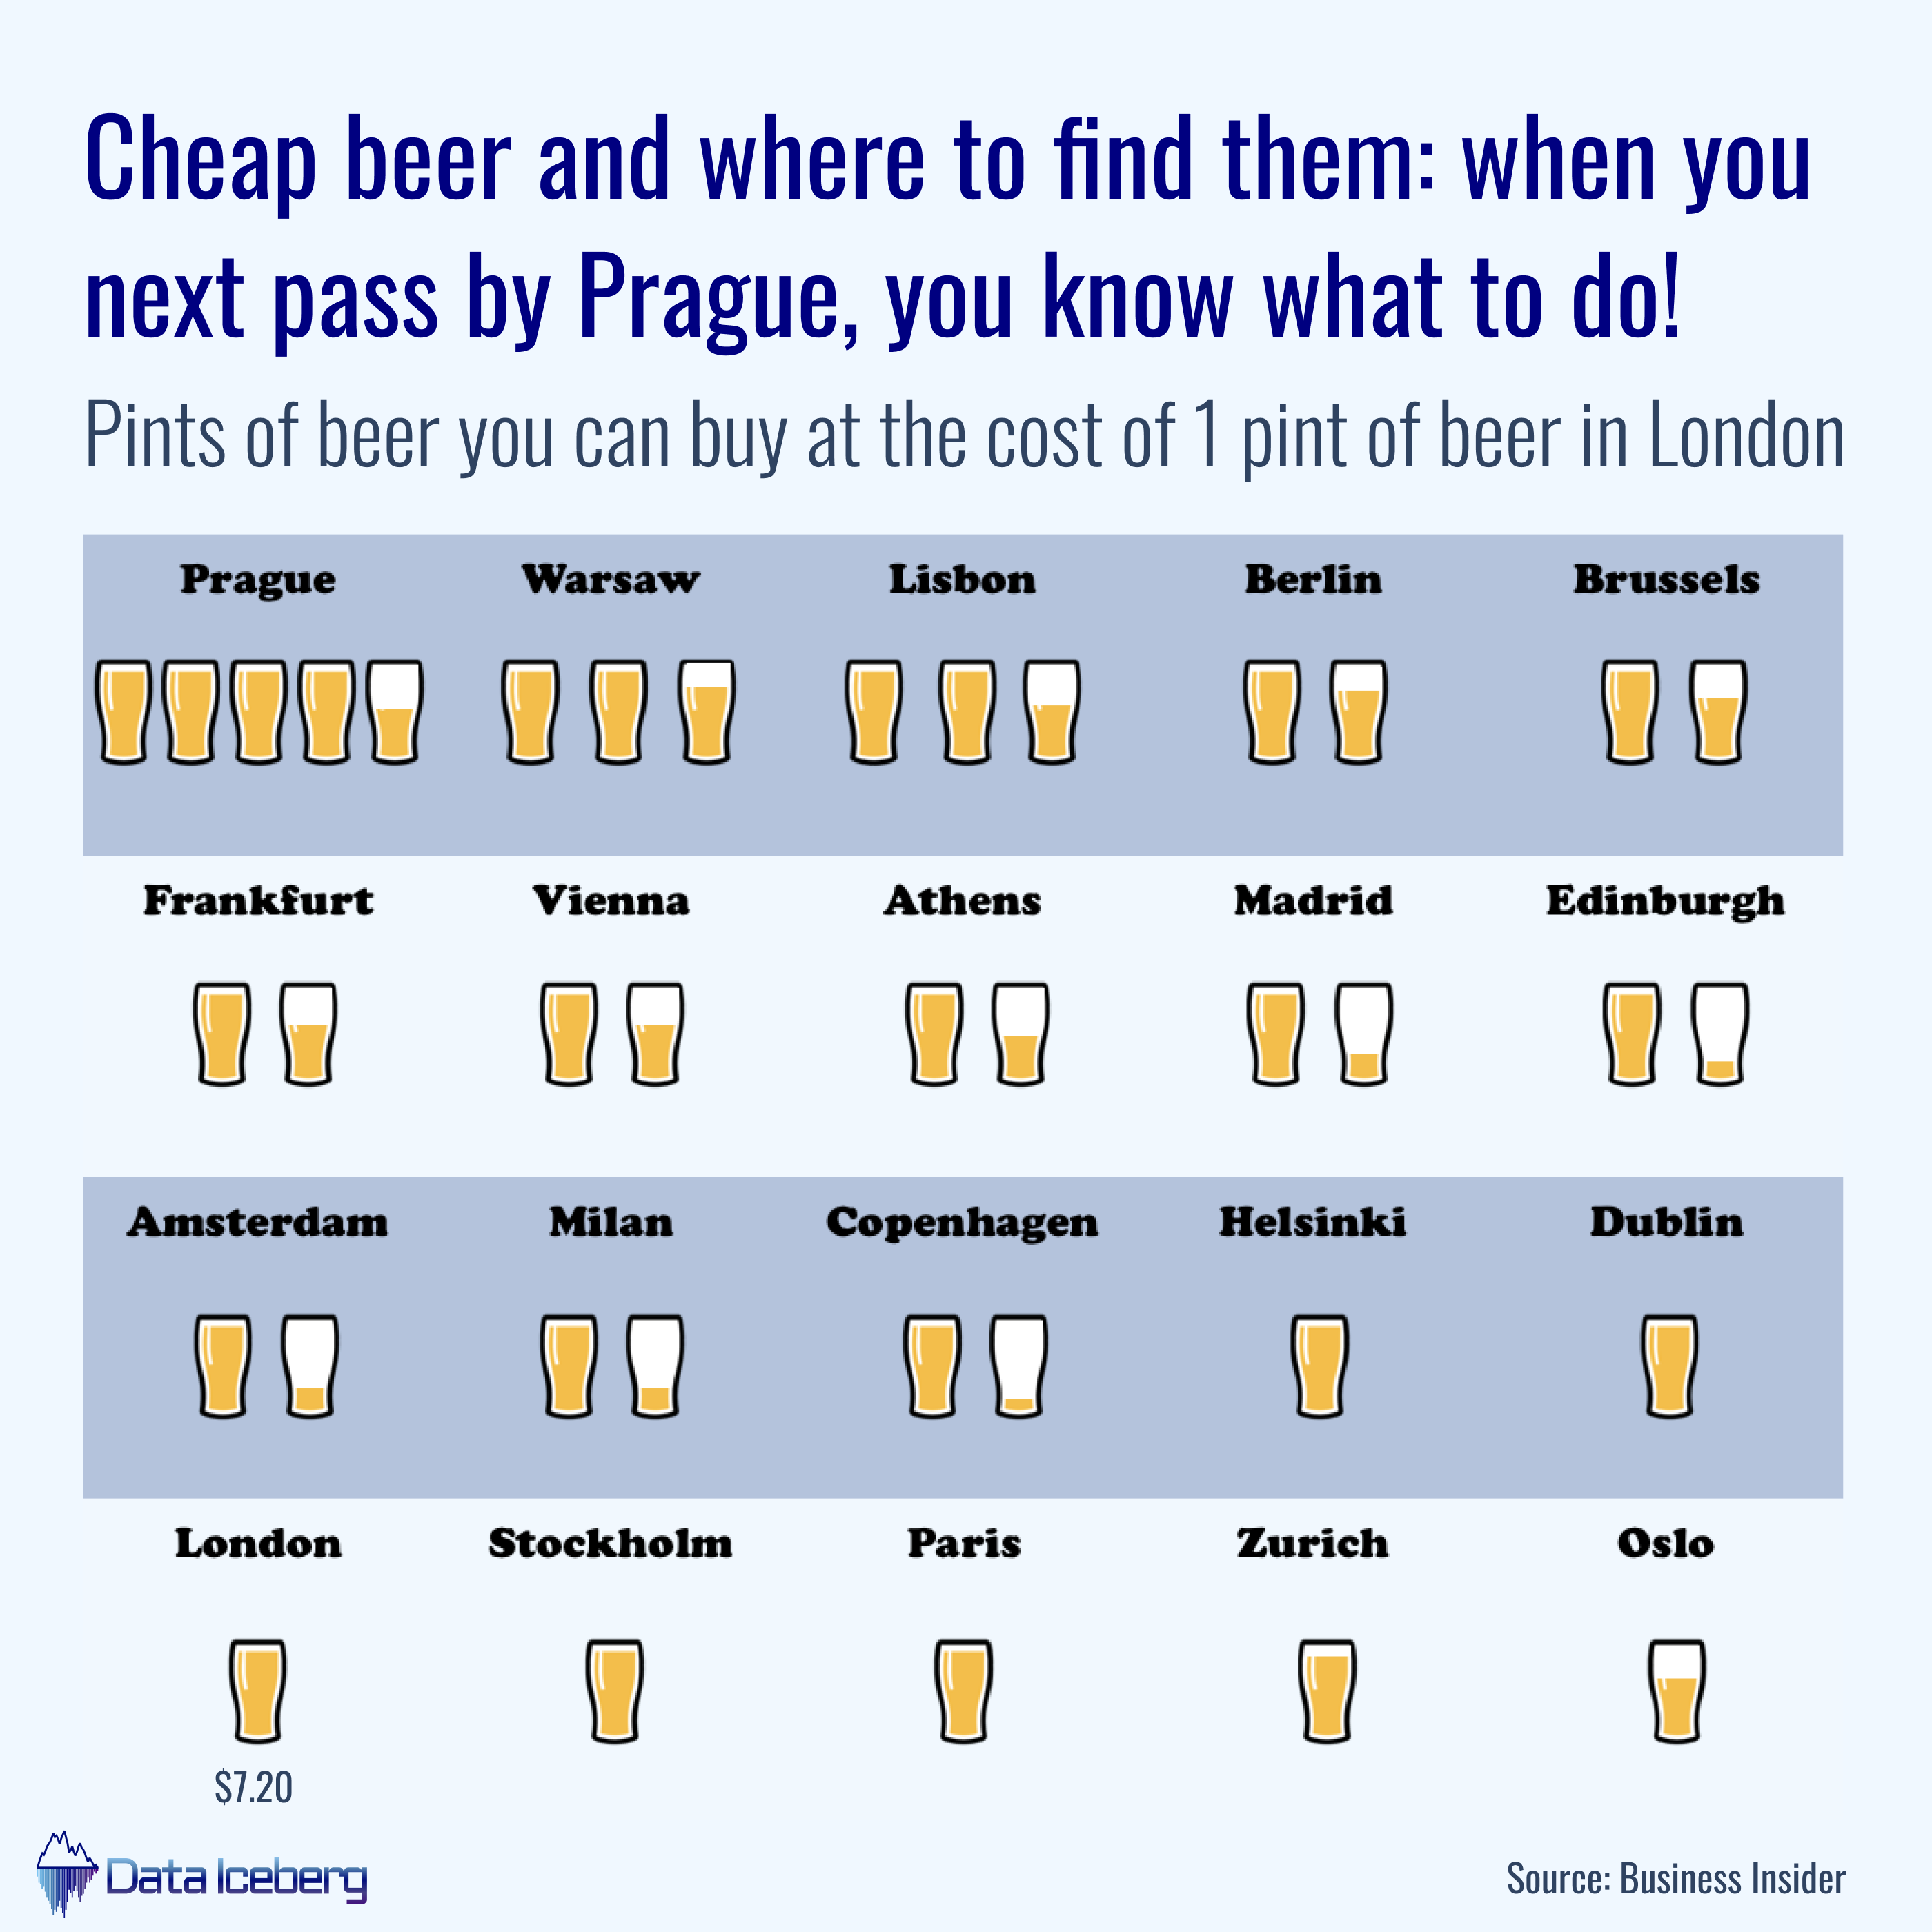 Cheap beer and where to find them: when you
next pass by Prague, you know what to do!
Pints of beer you can buy at the cost of 1 pint of beer in London
Prague Warsaw Lisbon Berlin Brussels
Frankfurt Vienna Athens Madrid Edinburgh
Amsterdam Milan Copenhagen Helsinki Dublin
London Stockholm Paris Zurich Oslo
$7.20
Data Iceberg
Source: Business Insider